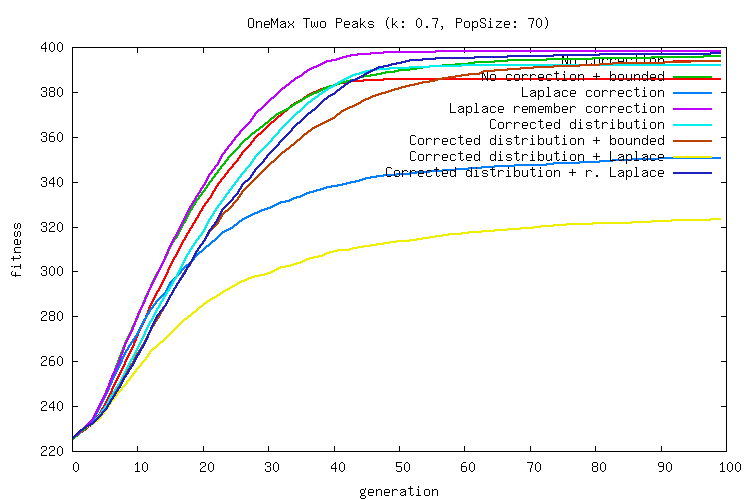 OneMax Two Peaks (k: 0.7, PopSize: 70)
400
No correction
No correction + bounded
380
Laplace correction
Laplace remember correction
360
Corrected distribution
Corrected distribution + bounded
Corrected distribution + Laplace
340
Corrected distribution + r. Laplace
320
fitness
300
280
260
240
220
0 10 20 30 40 50 60 70 80 90 100
generation